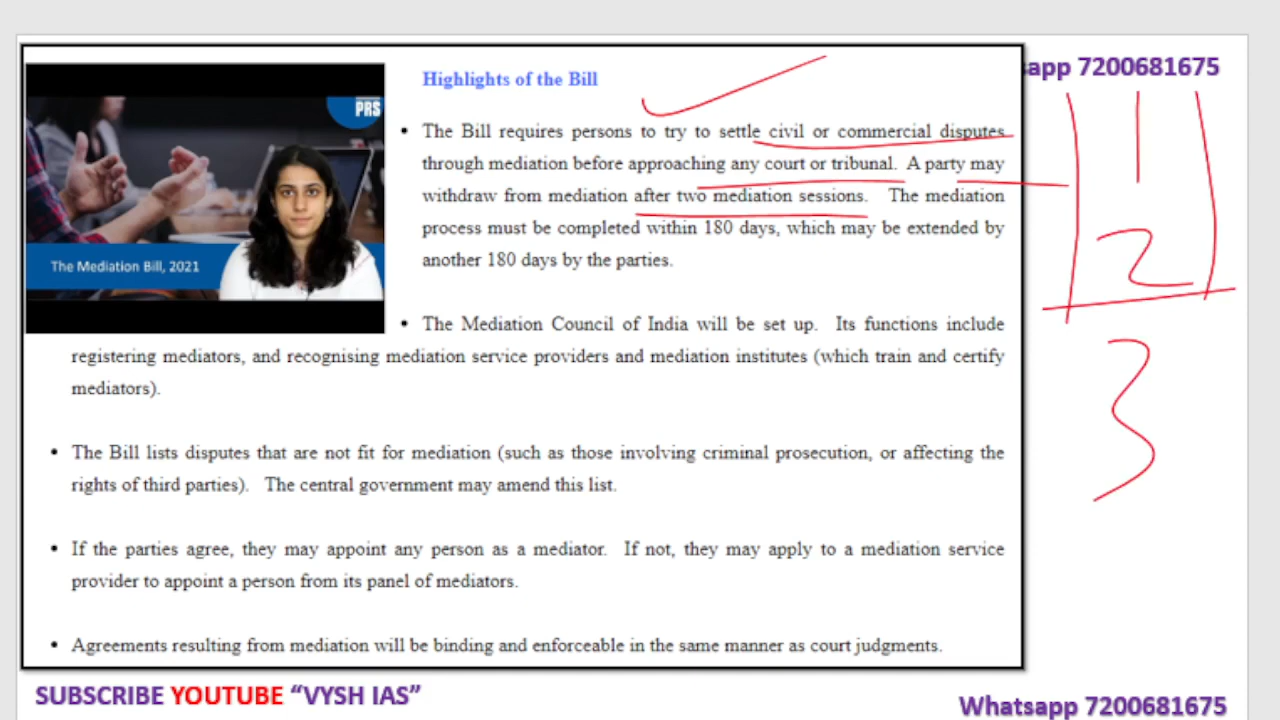 sapp 7200681675
PRS
Highlights of the Bill
• The Bill requires persons to try to settle civil or commercial disputes
through mediation before approaching any court or tribunal. A party may
withdraw from mediation after two mediation sessions. The mediation
process must be completed within 180 days, which may be extended by
another 180 days by the parties.
The Mediation Bill, 2021
1
2
3
• The Mediation Council of India will be set up. Its functions include
registering mediators, and recognising mediation service providers and mediation institutes (which train and certify
mediators).
• The Bill lists disputes that are not fit for mediation (such as those involving criminal prosecution, or affecting the
rights of third parties). The central government may amend this list.
• If the parties agree, they may appoint any person as a mediator. If not, they may apply to a mediation service
provider to appoint a person from its panel of mediators.
• Agreements resulting from mediation will be binding and enforceable in the same manner as court judgments.
SUBSCRIBE YOUTUBE “VYSH IAS”
Whatsapp 7200681675